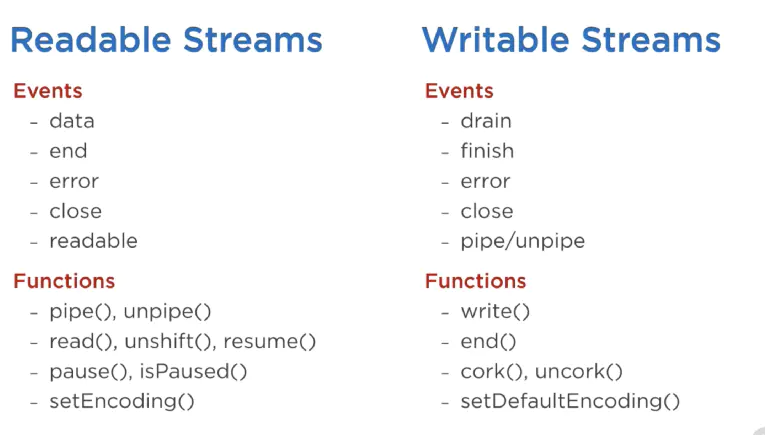 Readable Streams
Events
- data
- end
- error
- close
- readable
Functions
- pipe(), unpipe()
- read(), unshift(), resume()
- pause(), isPaused()
- setEncoding()
Writable Streams
Events
- drain
- finish
- error
- close
- pipe/unpipe
Functions
- write()
- end()
- cork(), uncork()
- setDefaultEncoding()